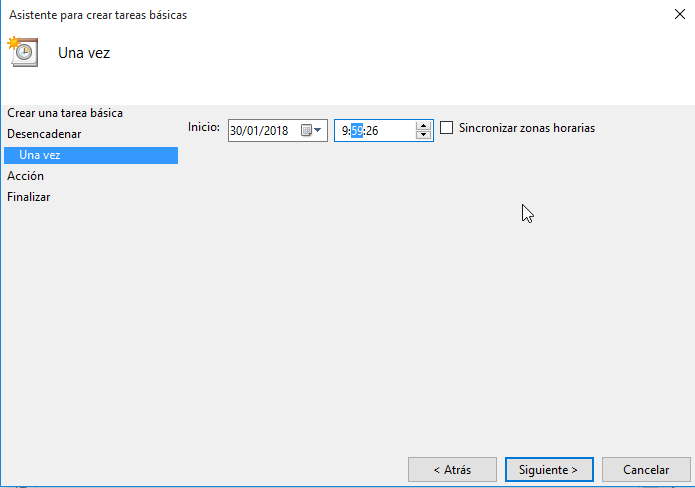 Asistente para crear tareas básicas
Una vez
Crear una tarea básica
Desencadenar
Una vez
Acción
Finalizar
Inicio: 30/01/2018 9:59:26 Sincronizar zonas horarias
< Atrás Siguiente > Cancelar